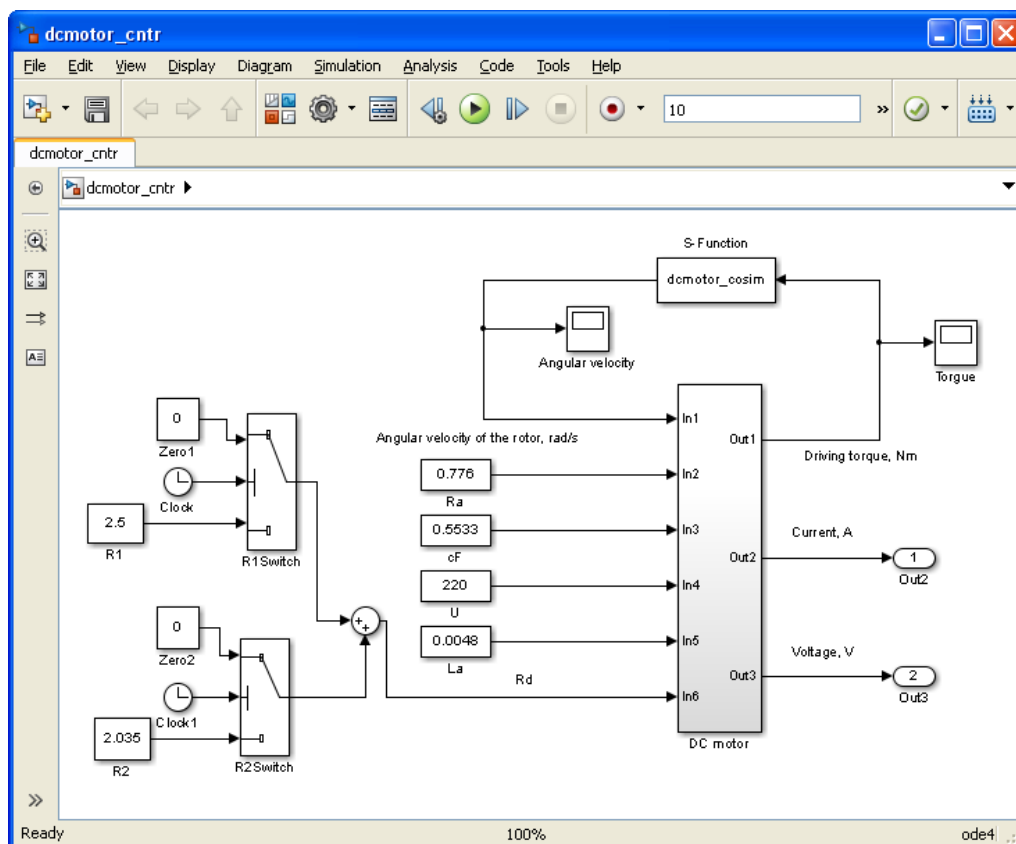 dcmotor_cntr
File Edit View Display Diagram Simulation Analysis Code Tools Help
10 »
dcmotor_cntr
dcmotor_cntr
S-Function
dcmotor_cosim
Angular velocity
Torgue
0
Zero1
Clock
2.5
R1
R1Switch
Angular velocity of the rotor, rad/s
0.776
Ra
0.5533
cF
220
U
0.0048
La
Rd
In1
In2
In3
In4
In5
In6
Out1
Out2
Out3
DC motor
Driving torque, Nm
Current, A
1
Out2
Voltage, V
2
Out3
0
Zero2
Clock1
2.035
R2
R2Switch
++
»
Ready 100% ode4